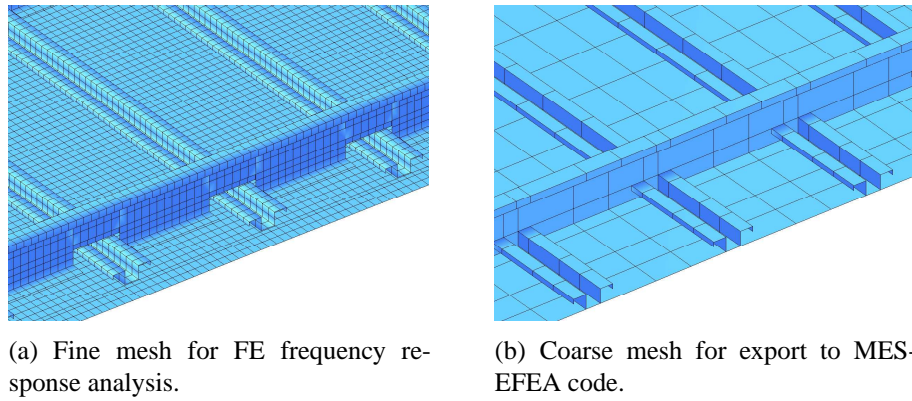 (a) Fine mesh for FE frequency re-
sponse analysis.
(b) Coarse mesh for export to MES-
EFEA code.